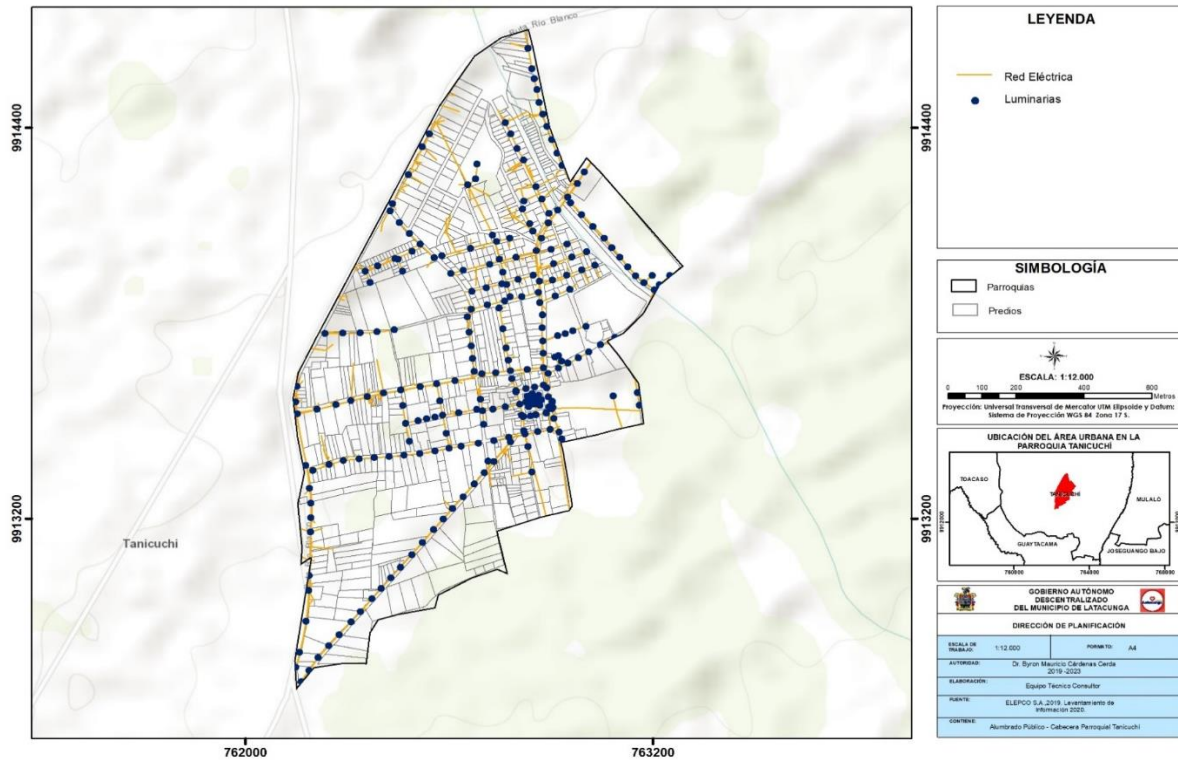 Ruta Río Blanco
9914400
9914400
9913200
9913200
Tanicuchi
762000
763200
LEYENDA
Red Eléctrica
Luminarias
SIMBOLOGÍA
Parroquias
Predios
ESCALA: 1:12.000
0 100 200 400 600
Metros
Proyección: Universal Transversal de Mercator UTM Elipsoide y Datum:
Sistema de Proyección WGS 84 Zona 17 S.
UBICACIÓN DEL ÁREA URBANA EN LA
PARROQUIA TANICUCHÍ
TOACASO
MULALÓ
GUAYTACAMA
JOSEGUANGO BAJO
760000
764000
GOBIERNO AUTÓNOMO
DESCENTRALIZADO
DEL MUNICIPIO DE LATACUNGA
DIRECCIÓN DE PLANIFICACIÓN
ESCALA DE
TRABAJO:
1:12.000
FORMATO:
A4
AUTORIDAD:
Dr. Byron Mauricio Cárdenas Cerda
2019 -2023
ELABORACIÓN:
Equipo Técnico Consultor
FUENTE:
ELEPCO S.A ,2019. Levantamiento de
Información 2020.
CONTIENE:
Alumbrado Público - Cabecera Parroquial Tanicuchí